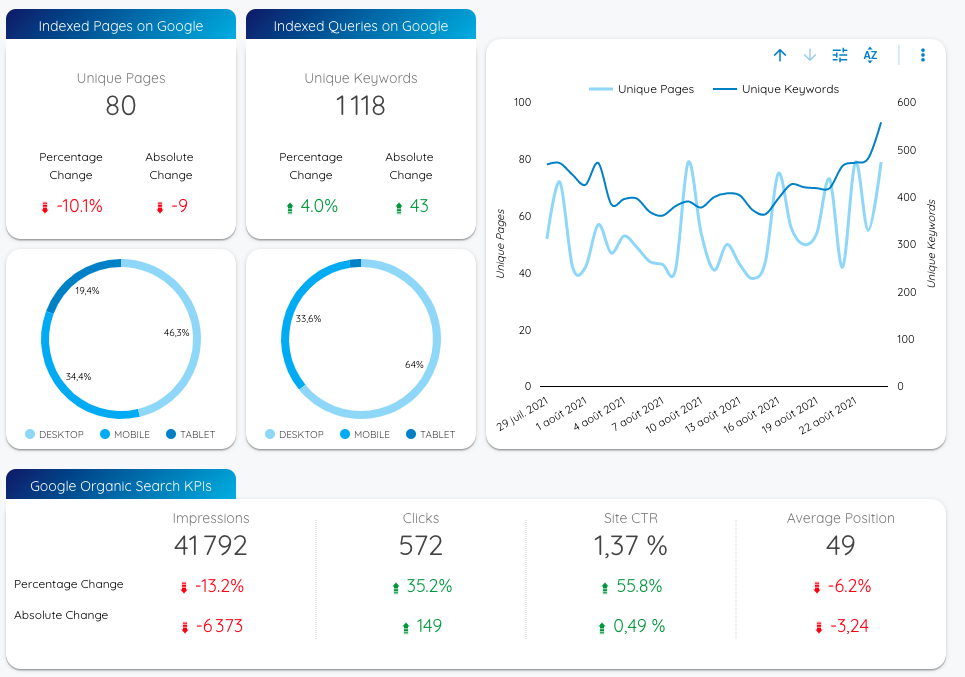 Indexed Pages on Google
Unique Pages
80
Percentage Change
Absolute Change
-10.1%
-9
Indexed Queries on Google
Unique Keywords
1 118
Percentage Change
Absolute Change
4.0%
43
AZ
Unique Pages
Unique Keywords
100
80
60
40
20
0
Unique Pages
600
500
400
300
200
100
0
Unique Keywords
29 juil. 2021
1 août 2021
4 août 2021
7 août 2021
10 août 2021
13 août 2021
16 août 2021
19 août 2021
22 août 2021
19,4%
46,3%
34,4%
DESKTOP
MOBILE
TABLET
33,6%
64%
DESKTOP
MOBILE
TABLET
Google Organic Search KPIs
Impressions
Clicks
Site CTR
Average Position
41 792
572
1,37 %
49
Percentage Change
-13.2%
35.2%
55.8%
-6.2%
Absolute Change
-6 373
149
0,49 %
-3,24